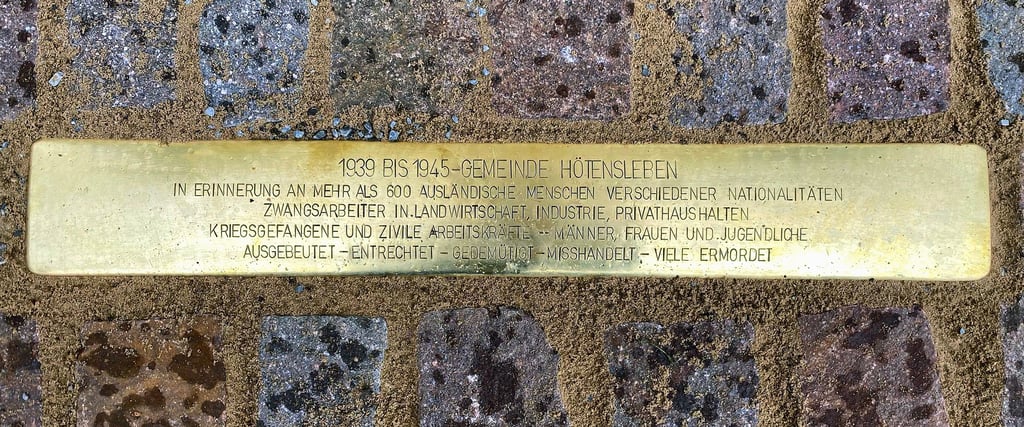 1939 BIS 1945-GEMEINDE HÖTENSLEBEN
IN ERINNERUNG AN MEHR ALS 600 AUSLÄNDISCHE MENSCHEN VERSCHIEDENER NATIONALITÄTEN
ZWANGSARBEITER IN LANDWIRTSCHAFT, INDUSTRIE, PRIVATHAUSHALTEN
KRIEGSGEFANGENE UND ZIVILE ARBEITSKRÄFTE - MÄNNER, FRAUEN UND JUGENDLICHE
AUSGEBEUTET - ENTRECHTET - GEDEMÜTIGT - MISSHANDELT - VIELE ERMORDET